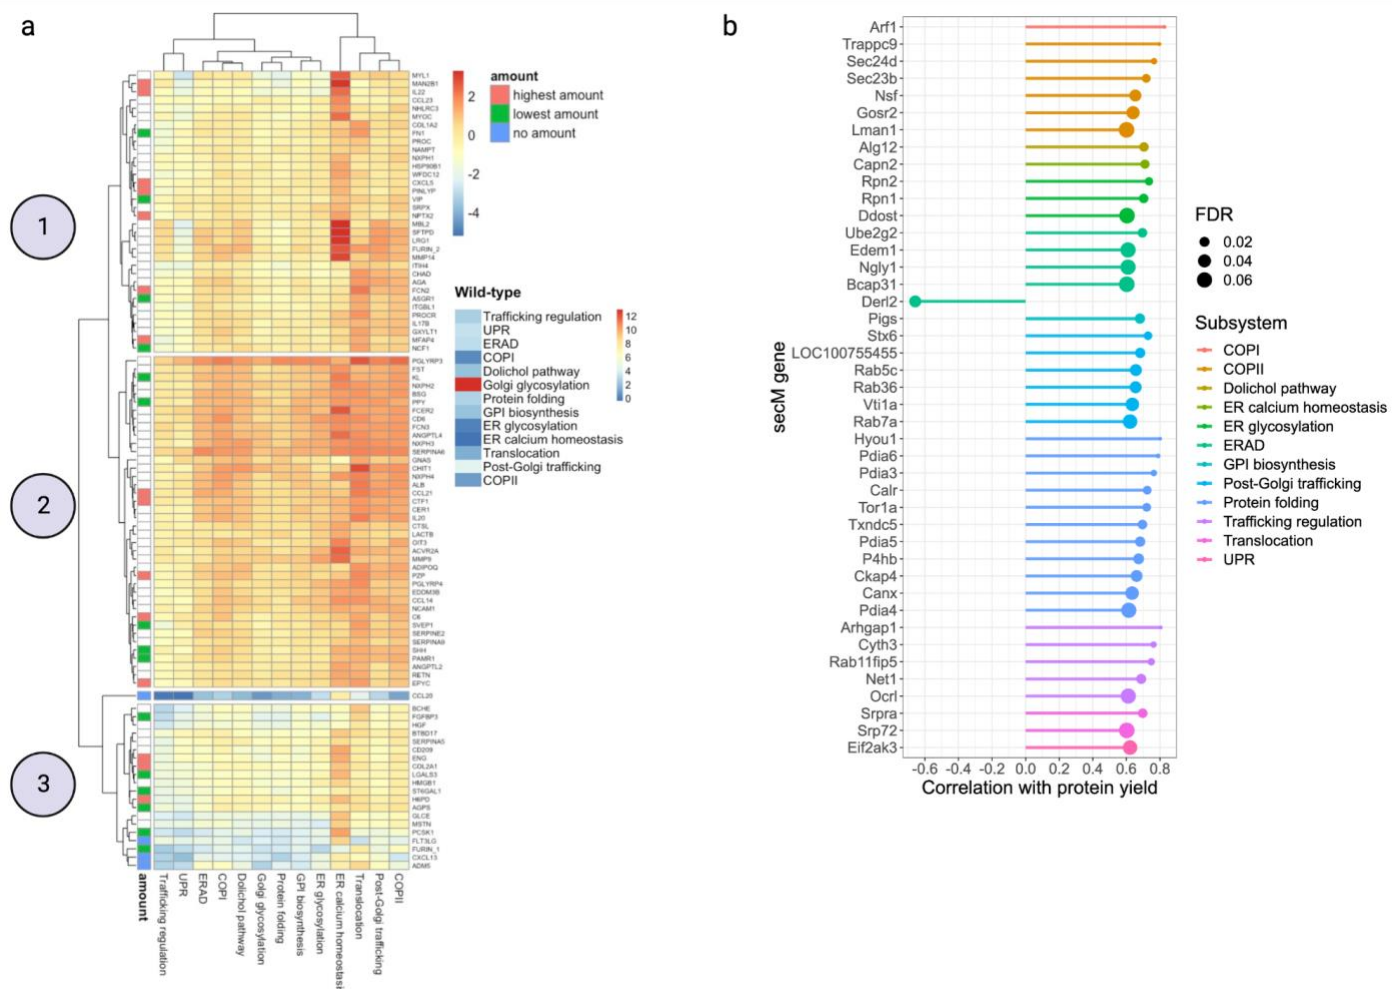 a
amount
highest amount
lowest amount
no amount
2
0
-2
-4
Wild-type
Trafficking regulation
UPR
ERAD
COPI
Dolichol pathway
Golgi glycosylation
Protein folding
GPI biosynthesis
ER glycosylation
ER calcium homeostasis
Translocation
Post-Golgi trafficking
COPII
12
10
8
6
4
2
0
1
2
3
MYL1
MAN2B1
IL22
CCL23
NHLRC3
MYOC
COL1A2
FN1
PROC
NAMPT
NXPH1
HSP90B1
WFDC12
CXCL5
PINLYP
VIP
SRPX
NPTX2
MBL2
SFTPD
LRG1
FURIN_2
MMP14
ITIH4
CHAD
AGA
FCN2
ASGR1
ITGBL1
PROCR
IL17B
GXYLT1
MFAP4
NCF1
PGLYRP3
FST
KL
NXPH2
BSG
PPY
FCER2
CD6
FCN3
ANGPTL4
NXPH3
SERPINA6
GNAS
CHIT1
NXPH4
ALB
CCL21
CTF1
CER1
IL20
CTSL
LACTB
OIT3
ACVR2A
MMP9
ADIPOQ
PZP
PGLYRP4
EDDM3B
CCL14
NCAM1
C6
SVEP1
SERPINE2
SERPINA9
SHH
PAMR1
ANGPTL2
RETN
EPYC
CCL20
BCHE
FGFBP3
HGF
BTBD17
SERPINA5
CD209
ENG
COL2A1
LGALS3
HMGB1
ST6GAL1
H6PD
AGPS
GLCE
MSTN
PCSK1
FLT3LG
FURIN_1
CXCL13
ADM5
amount
Trafficking regulation
UPR
ERAD
COPI
Dolichol pathway
Golgi glycosylation
Protein folding
GPI biosynthesis
ER glycosylation
ER calcium homeostasis
Translocation
Post-Golgi trafficking
COPII
b
secM gene
Arf1
Trappc9
Sec24d
Sec23b
Nsf
Gosr2
Lman1
Alg12
Capn2
Rpn2
Rpn1
Ddost
Ube2g2
Edem1
Ngly1
Bcap31
Derl2
Pigs
Stx6
LOC100755455
Rab5c
Rab36
Vti1a
Rab7a
Hyou1
Pdia6
Pdia3
Calr
Tor1a
Txndc5
Pdia5
P4hb
Ckap4
Canx
Pdia4
Arhgap1
Cyth3
Rab11fip5
Net1
Ocrl
Srpra
Srp72
Eif2ak3
-0.6 -0.4 -0.2 0.0 0.2 0.4 0.6 0.8
Correlation with protein yield
FDR
0.02
0.04
0.06
Subsystem
COPI
COPII
Dolichol pathway
ER calcium homeostasis
ER glycosylation
ERAD
GPI biosynthesis
Post-Golgi trafficking
Protein folding
Trafficking regulation
Translocation
UPR